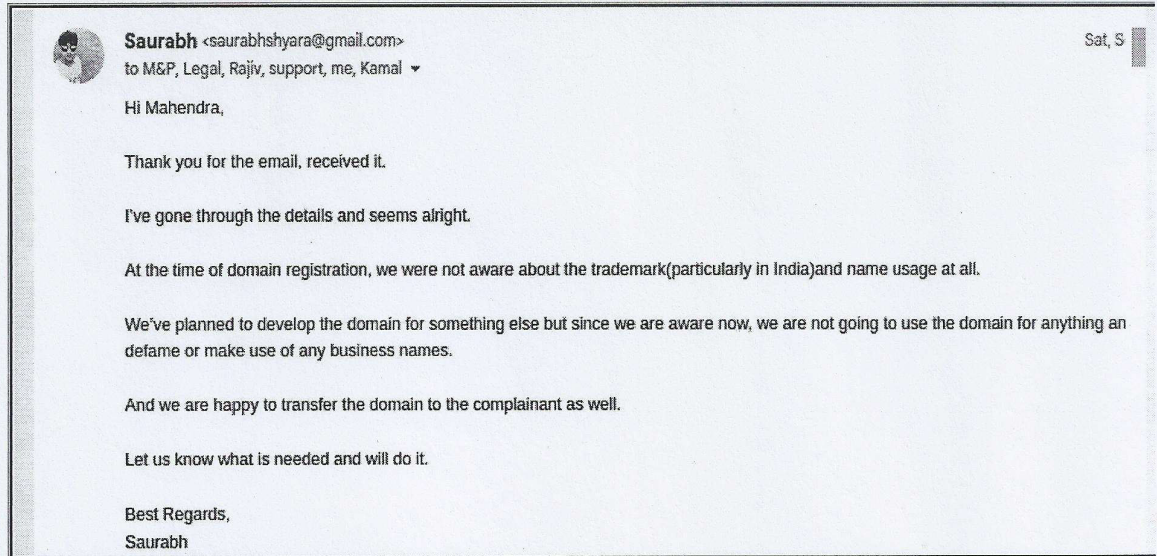 Saurabh <saurabhshyara@gmail.com>
Sat, S
to M&P, Legal, Rajiv, support, me, Kamal
Hi Mahendra,
Thank you for the email, received it.
I've gone through the details and seems alright.
At the time of domain registration, we were not aware about the trademark(particularly in India)and name usage at all.
We've planned to develop the domain for something else but since we are aware now, we are not going to use the domain for anything an
defame or make use of any business names.
And we are happy to transfer the domain to the complainant as well.
Let us know what is needed and will do it.
Best Regards,
Saurabh